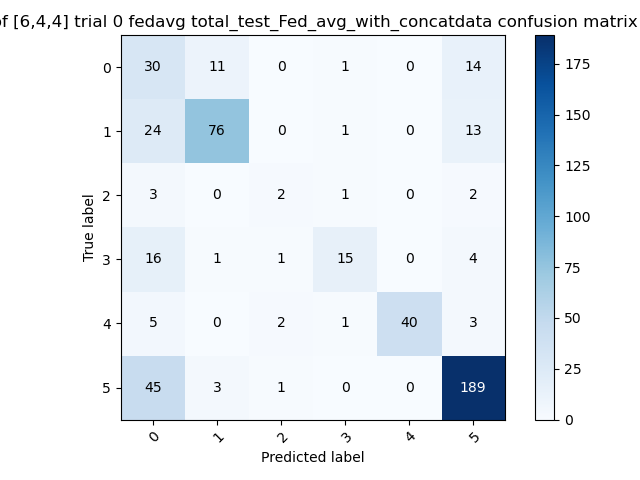 of [6,4,4] trial 0 fedavg total_test_Fed_avg_with_concatdata confusion matrix
0 30 11 0 1 0 14
1 24 76 0 1 0 13
2 3 0 2 1 0 2
3 16 1 1 15 0 4
4 5 0 2 1 40 3
5 45 3 1 0 0 189
0 1 2 3 4 5
True label
Predicted label
175
150
125
100
75
50
25
0